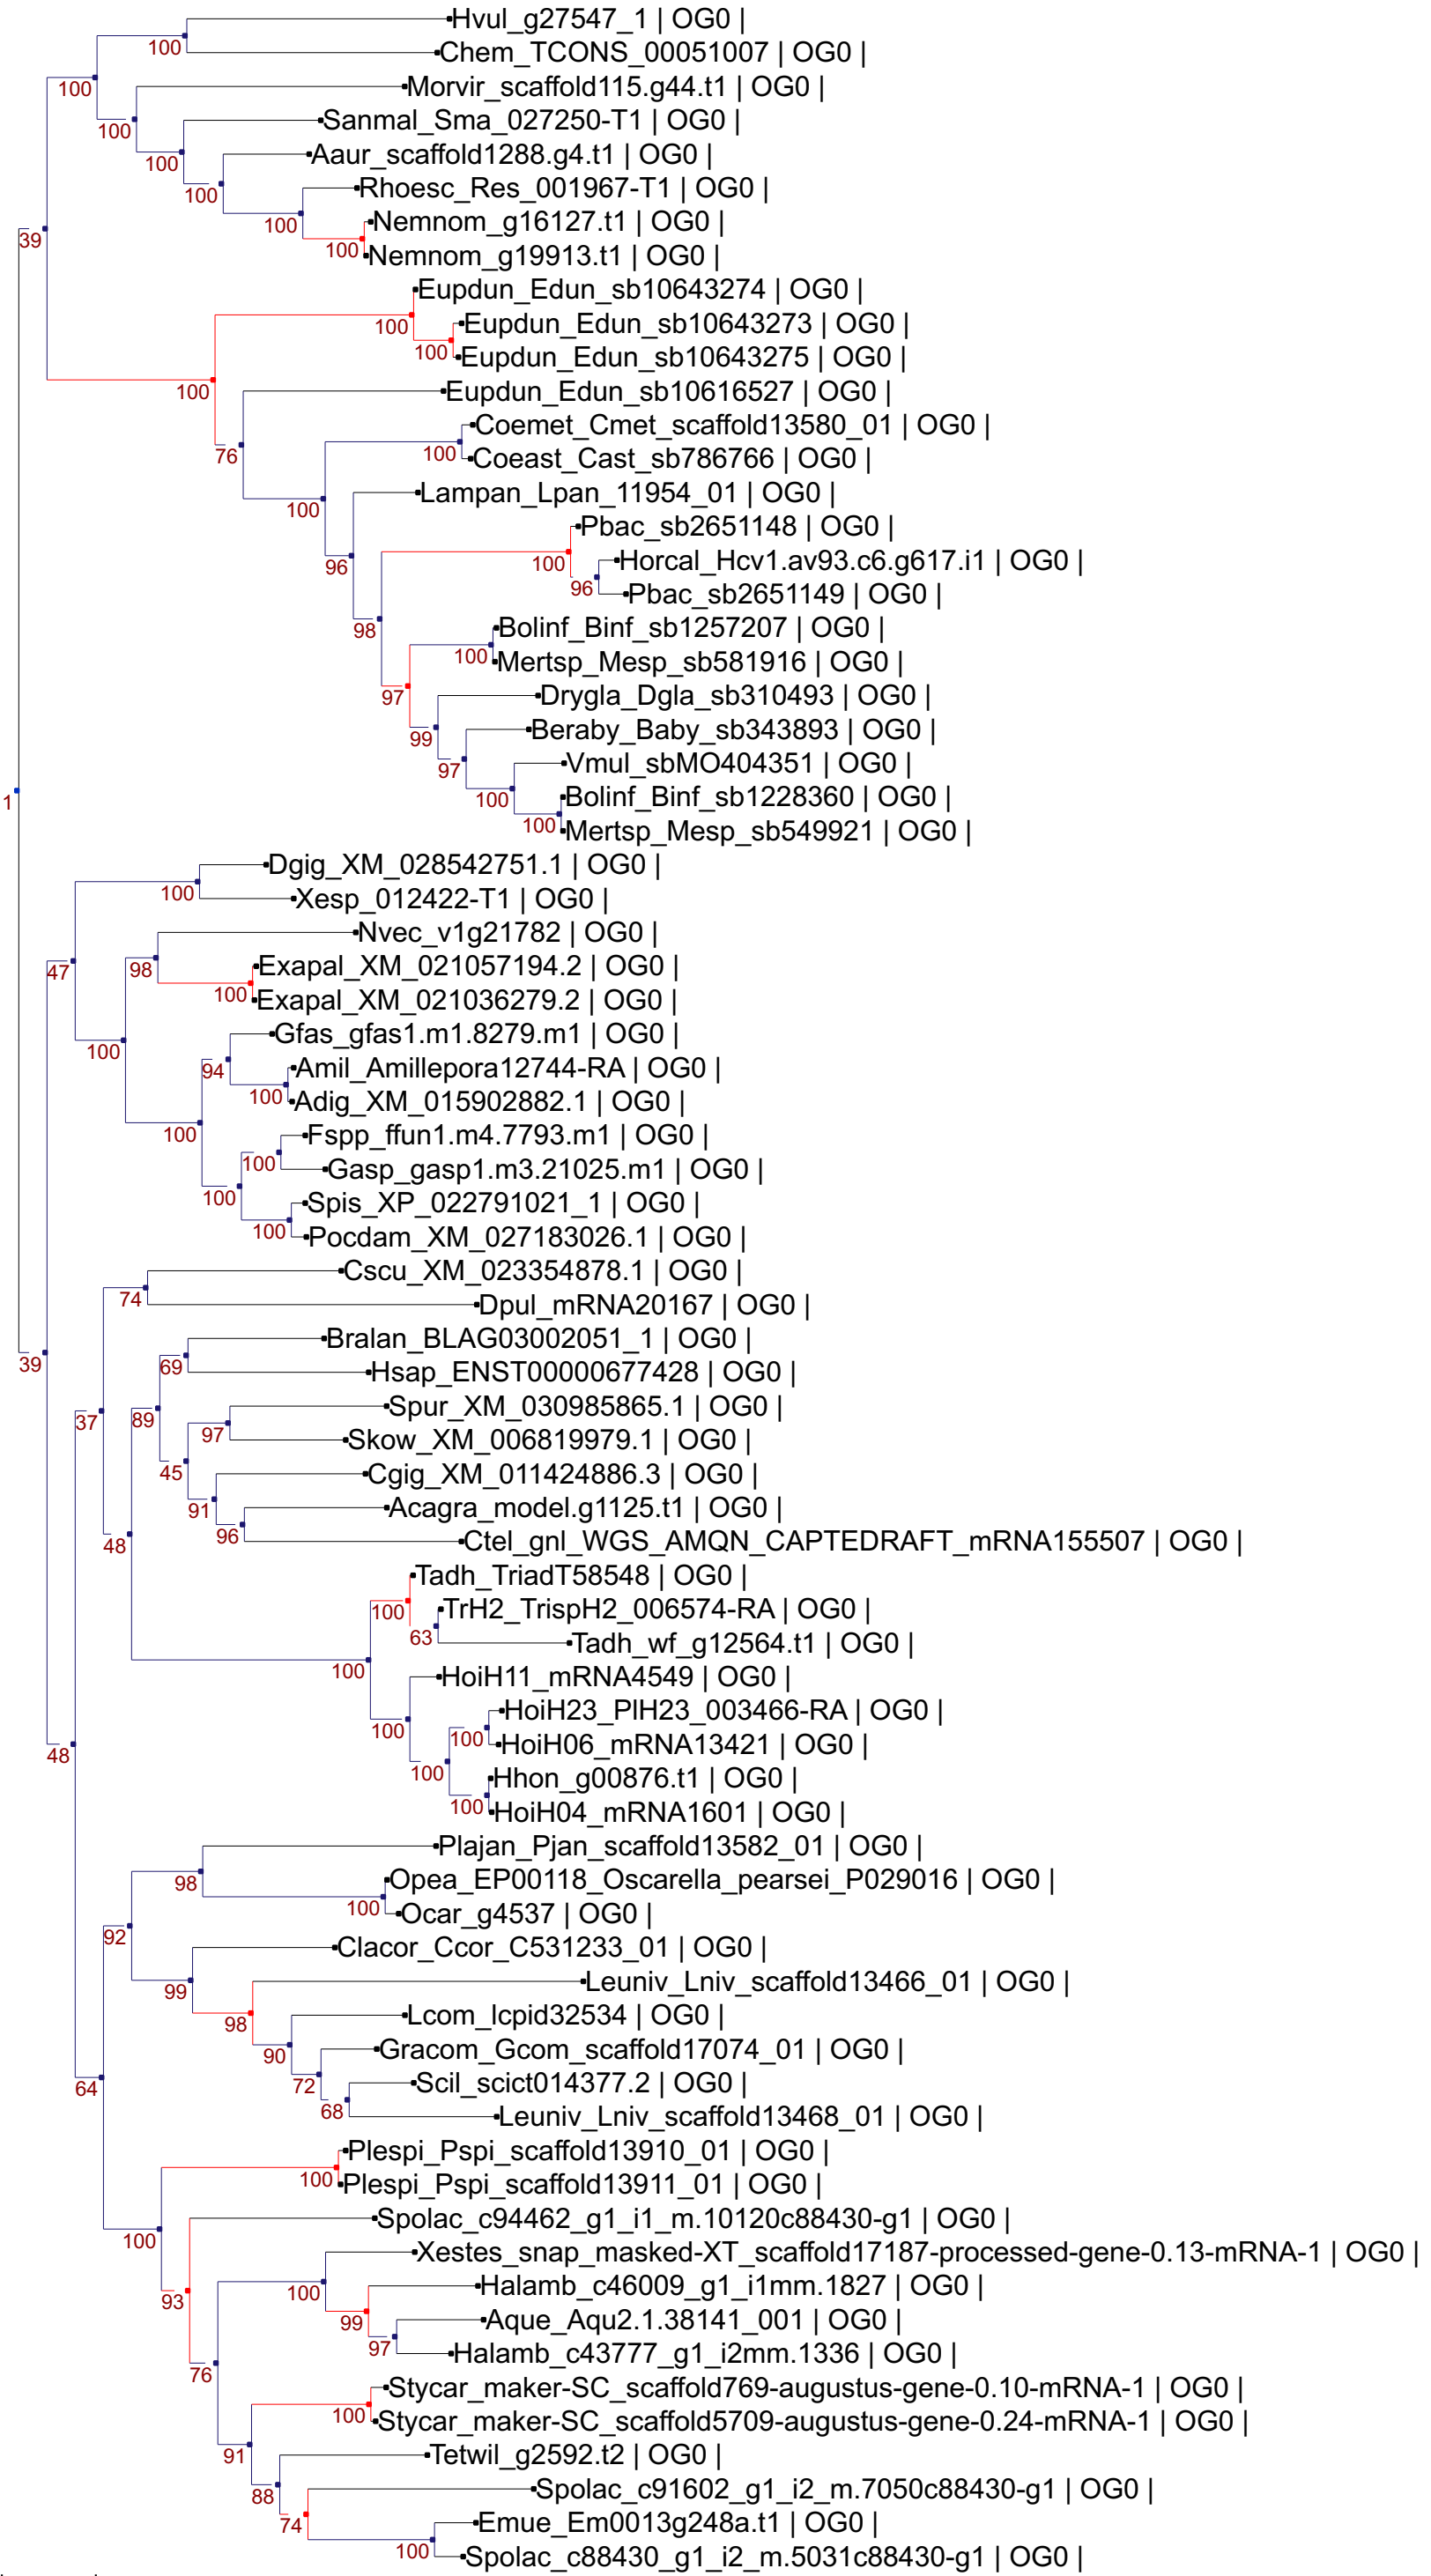 Hvul_g27547_1 | OG0 |
100
Chem_TCONS_00051007 | OG0 |
100
Morvir_scaffold115.g44.t1 | OG0 |
100
Sanmal_Sma_027250-T1 | OG0 |
100
Aaur_scaffold1288.g4.t1 | OG0 |
100
Rhoesc_Res_001967-T1 | OG0 |
100
Nemnom_g16127.t1 | OG0 |
39
100
Nemnom_g19913.t1 | OG0 |
Eupdun_Edun_sb10643274 | OG0 |
100
Eupdun_Edun_sb10643273 | OG0 |
100
Eupdun_Edun_sb10643275 | OG0 |
100
Eupdun_Edun_sb10616527 | OG0 |
Coemet_Cmet_scaffold13580_01 | OG0 |
76
100
Coeast_Cast_sb786766 | OG0 |
Lampan_Lpan_11954_01 | OG0 |
100
Pbac_sb2651148 | OG0 |
96
100
Horcal_Hcv1.av93.c6.g617.i1 | OG0 |
96
Pbac_sb2651149 | OG0 |
98
Bolinf_Binf_sb1257207 | OG0 |
100
Mertsp_Mesp_sb581916 | OG0 |
97
Drygla_Dgla_sb310493 | OG0 |
99
Beraby_Baby_sb343893 | OG0 |
97
Vmul_sbMO404351 | OG0 |
1
100
Bolinf_Binf_sb1228360 | OG0 |
100
Mertsp_Mesp_sb549921 | OG0 |
Dgig_XM_028542751.1 | OG0 |
100
Xesp_012422-T1 | OG0 |
Nvec_v1g21782 | OG0 |
47
98
Exapal_XM_021057194.2 | OG0 |
100
Exapal_XM_021036279.2 | OG0 |
Gfas_gfas1.m1.8279.m1 | OG0 |
100
94
Amil_Amillepora12744-RA | OG0 |
100
Adig_XM_015902882.1 | OG0 |
100
Fspp_ffun1.m4.7793.m1 | OG0 |
100
Gasp_gasp1.m3.21025.m1 | OG0 |
100
Spis_XP_022791021_1 | OG0 |
100
Pocdam_XM_027183026.1 | OG0 |
Cscu_XM_023354878.1 | OG0 |
74
Dpul_mRNA20167 | OG0 |
Bralan_BLAG03002051_1 | OG0 |
39
69
Hsap_ENST00000677428 | OG0 |
Spur_XM_030985865.1 | OG0 |
37
89
97
Skow_XM_006819979.1 | OG0 |
45
Cgig_XM_011424886.3 | OG0 |
91
Acagra_model.g1125.t1 | OG0 |
96
48
Ctel_gnl_WGS_AMQN_CAPTEDRAFT_mRNA155507 | OG0 |
Tadh_TriadT58548 | OG0 |
100
TrH2_TrispH2_006574-RA | OG0 |
63
Tadh_wf_g12564.t1 | OG0 |
100
HoiH11_mRNA4549 | OG0 |
HoiH23_PlH23_003466-RA | OG0 |
100
100
HoiH06_mRNA13421 | OG0 |
48
100
Hhon_g00876.t1 | OG0 |
100
HoiH04_mRNA1601 | OG0 |
Plajan_Pjan_scaffold13582_01 | OG0 |
98
Opea_EP00118_Oscarella_pearsei_P029016 | OG0 |
100
Ocar_g4537 | OG0 |
92
Clacor_Ccor_C531233_01 | OG0 |
99
Leuniv_Lniv_scaffold13466_01 | OG0 |
98
Lcom_lcpid32534 | OG0 |
90
Gracom_Gcom_scaffold17074_01 | OG0 |
64
72
Scil_scict014377.2 | OG0 |
68
Leuniv_Lniv_scaffold13468_01 | OG0 |
Plespi_Pspi_scaffold13910_01 | OG0 |
100
Plespi_Pspi_scaffold13911_01 | OG0 |
Spolac_c94462_g1_i1_m.10120c88430-g1 | OG0 |
100
Xestes_snap_masked-XT_scaffold17187-processed-gene-0.13-mRNA-1 | OG0 |
100
Halamb_c46009_g1_i1mm.1827 | OG0 |
93
99
Aque_Aqu2.1.38141_001 | OG0 |
97
Halamb_c43777_g1_i2mm.1336 | OG0 |
76
Stycar_maker-SC_scaffold769-augustus-gene-0.10-mRNA-1 | OG0 |
100
Stycar_maker-SC_scaffold5709-augustus-gene-0.24-mRNA-1 | OG0 |
91
Tetwil_g2592.t2 | OG0 |
88
Spolac_c91602_g1_i2_m.7050c88430-g1 | OG0 |
74
Emue_Em0013g248a.t1 | OG0 |
100
Spolac_c88430_g1_i2_m.5031c88430-g1 | OG0 |